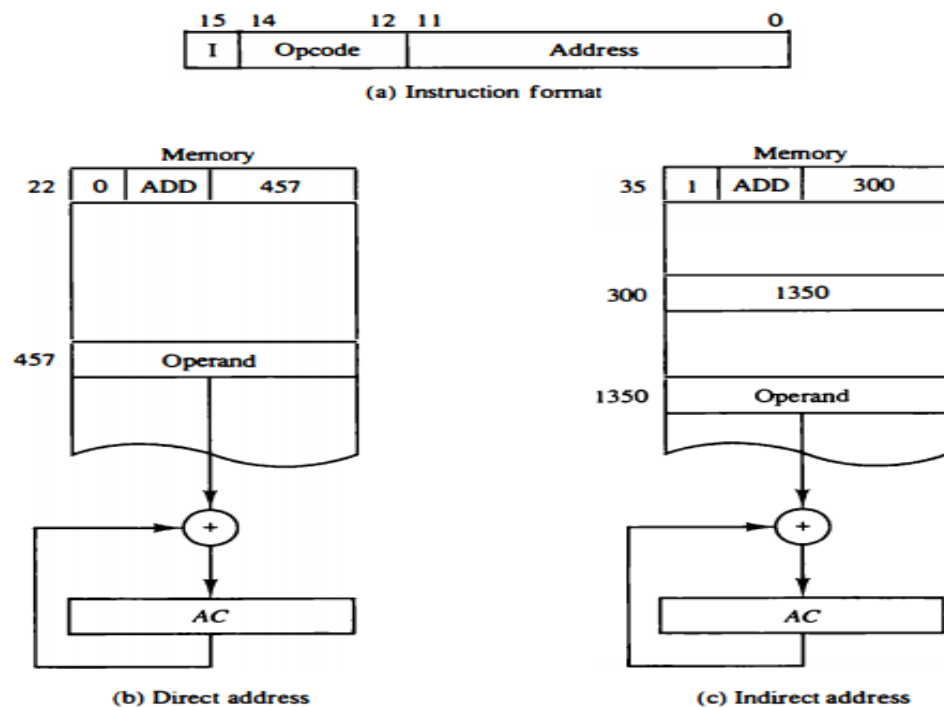 15 14 12 11 0
I Opcode Address
(a) Instruction format
Memory
22 0 ADD 457
457 Operand
+
AC
(b) Direct address
Memory
35 1 ADD 300
300 1350
1350 Operand
+
AC
(c) Indirect address